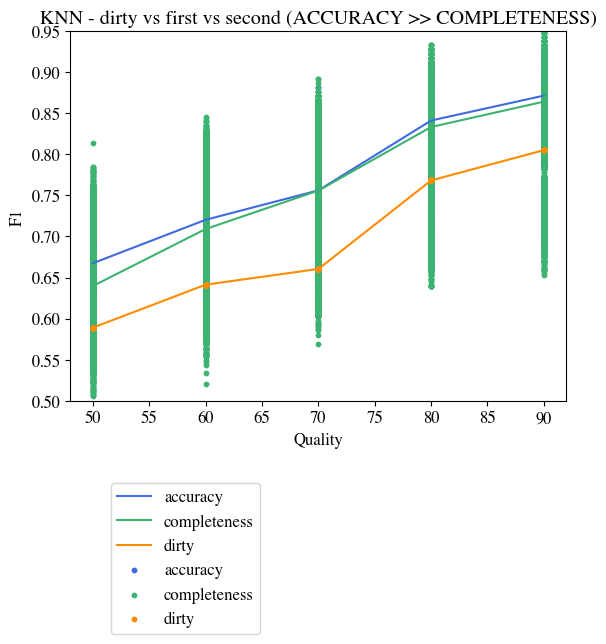 KNN - dirty vs first vs second (ACCURACY >> COMPLETENESS)
0.95
0.90
0.85
0.80
0.75
0.70
0.65
0.60
0.55
0.50
F1
50 55 60 65 70 75 80 85 90
Quality
accuracy
completeness
dirty
accuracy
completeness
dirty